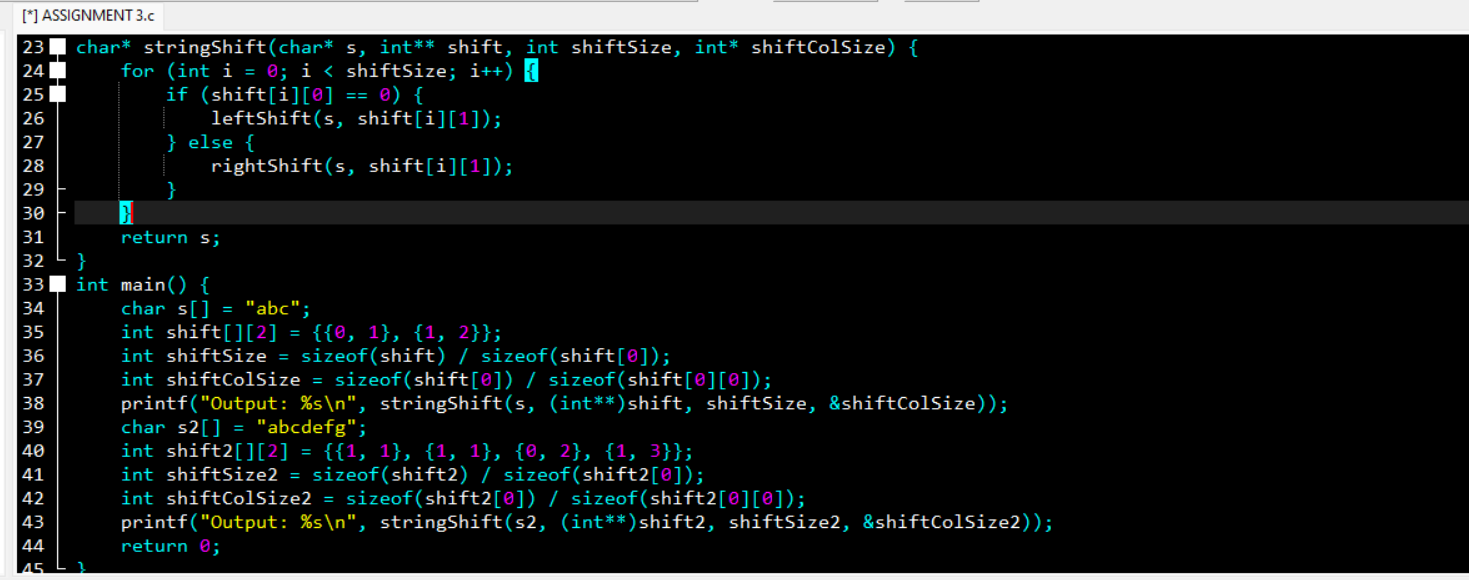 [*] ASSIGNMENT 3.c
23 char* stringShift(char* s, int** shift, int shiftSize, int* shiftColSize) {
24     for (int i = 0; i < shiftSize; i++) {
25         if (shift[i][0] == 0) {
26             leftShift(s, shift[i][1]);
27         } else {
28             rightShift(s, shift[i][1]);
29         }
30     }
31     return s;
32 }
33 int main() {
34     char s[] = "abc";
35     int shift[][2] = {{0, 1}, {1, 2}};
36     int shiftSize = sizeof(shift) / sizeof(shift[0]);
37     int shiftColSize = sizeof(shift[0]) / sizeof(shift[0][0]);
38     printf("Output: %s\n", stringShift(s, (int**)shift, shiftSize, &shiftColSize));
39     char s2[] = "abcdefg";
40     int shift2[][2] = {{1, 1}, {1, 1}, {0, 2}, {1, 3}};
41     int shiftSize2 = sizeof(shift2) / sizeof(shift2[0]);
42     int shiftColSize2 = sizeof(shift2[0]) / sizeof(shift2[0][0]);
43     printf("Output: %s\n", stringShift(s2, (int**)shift2, shiftSize2, &shiftColSize2));
44     return 0;
45 }